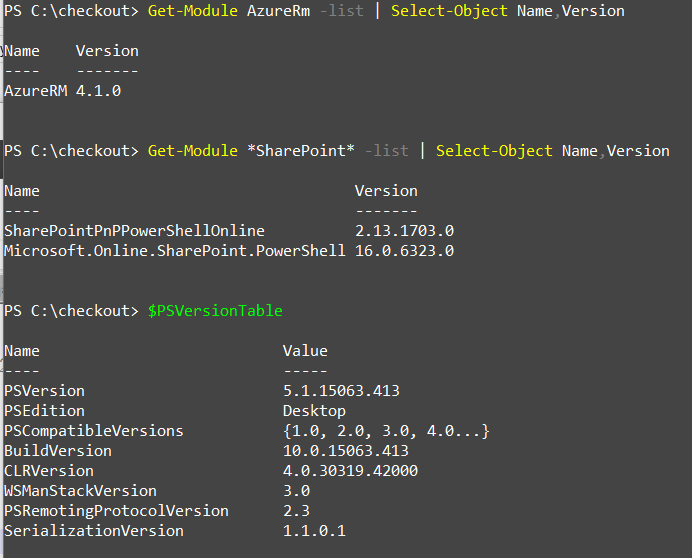 PS C:\checkout> Get-Module AzureRm -list | Select-Object Name,Version
Name    Version
----    -------
AzureRM 4.1.0
PS C:\checkout> Get-Module *SharePoint* -list | Select-Object Name,Version
Name                                   Version
----                                   -------
SharePointPnPPowerShellOnline          2.13.1703.0
Microsoft.Online.SharePoint.PowerShell 16.0.6323.0
PS C:\checkout> $PSVersionTable
Name                           Value
----                           -----
PSVersion                      5.1.15063.413
PSEdition                      Desktop
PSCompatibleVersions           {1.0, 2.0, 3.0, 4.0...}
BuildVersion                   10.0.15063.413
CLRVersion                     4.0.30319.42000
WSManStackVersion              3.0
PSRemotingProtocolVersion      2.3
SerializationVersion           1.1.0.1